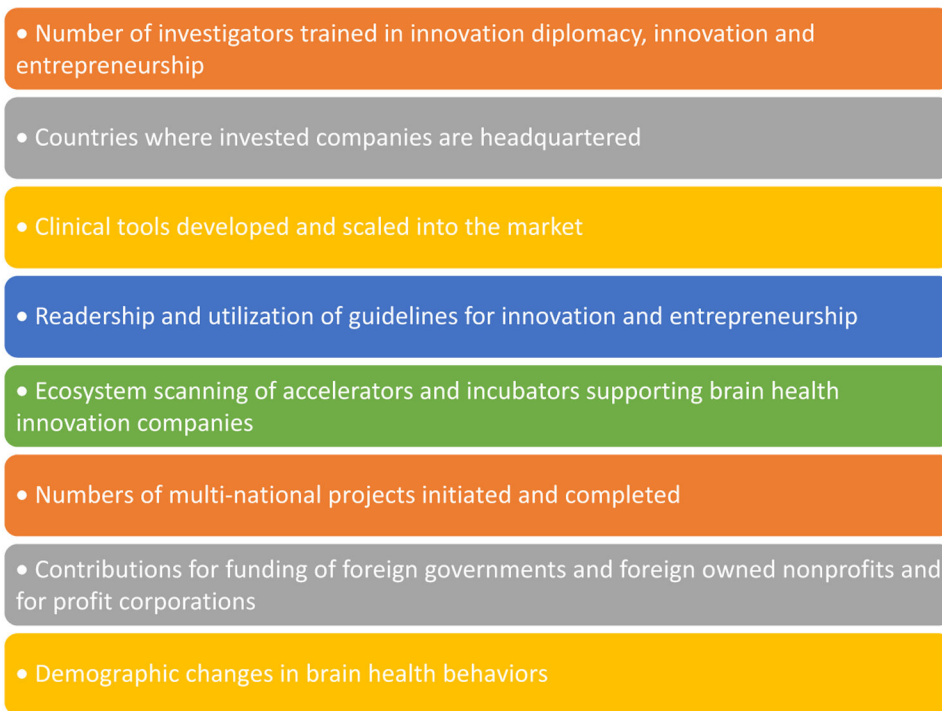 • Number of investigators trained in innovation diplomacy, innovation and
entrepreneurship
• Countries where invested companies are headquartered
• Clinical tools developed and scaled into the market
• Readership and utilization of guidelines for innovation and entrepreneurship
• Ecosystem scanning of accelerators and incubators supporting brain health
innovation companies
• Numbers of multi-national projects initiated and completed
• Contributions for funding of foreign governments and foreign owned nonprofits and
for profit corporations
• Demographic changes in brain health behaviors